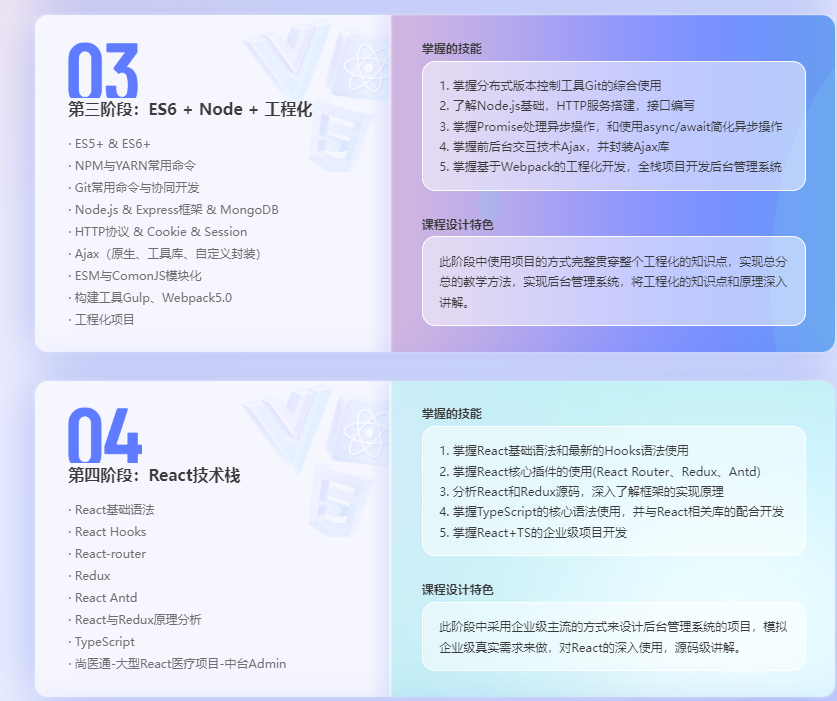 03
第三阶段：ES6 + Node + 工程化
· ES5+ & ES6+
· NPM与YARN常用命令
· Git常用命令与协同开发
· Node.js & Express框架 & MongoDB
· HTTP协议 & Cookie & Session
· Ajax（原生、工具库、自定义封装）
· ESM与ComonJS模块化
· 构建工具Gulp、Webpack5.0
· 工程化项目
掌握的技能
1. 掌握分布式版本控制工具Git的综合使用
2. 了解Node.js基础，HTTP服务搭建，接口编写
3. 掌握Promise处理异步操作，和使用async/await简化异步操作
4. 掌握前后台交互技术Ajax，并封装Ajax库
5. 掌握基于Webpack的工程化开发，全栈项目开发后台管理系统
课程设计特色
此阶段中使用项目的方式完整贯穿整个工程化的知识点，实现总分
总的教学方法，实现后台管理系统，将工程化的知识点和原理深入
讲解。
04
第四阶段：React技术栈
· React基础语法
· React Hooks
· React-router
· Redux
· React Antd
· React与Redux原理分析
· TypeScript
· 尚医通-大型React医疗项目-中台Admin
掌握的技能
1. 掌握React基础语法和最新的Hooks语法使用
2. 掌握React核心插件的使用(React Router、Redux、Antd)
3. 分析React和Redux源码，深入了解框架的实现原理
4. 掌握TypeScript的核心语法使用，并与React相关库的配合开发
5. 掌握React+TS的企业级项目开发
课程设计特色
此阶段中采用企业级主流的方式来设计后台管理系统的项目，模拟
企业级真实需求来做，对React的深入使用，源码级讲解。